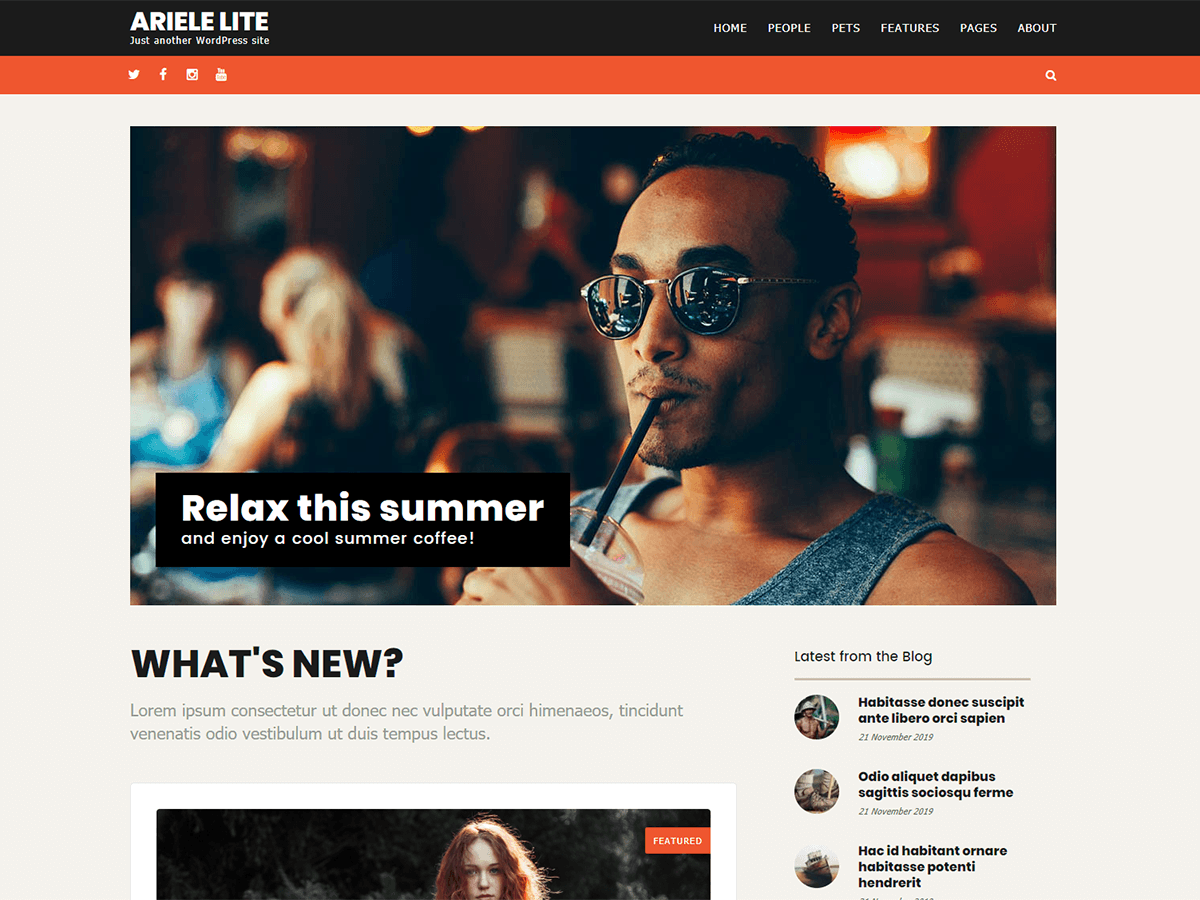 ARIELE LITE
Just another WordPress site
HOME PEOPLE PETS FEATURES PAGES ABOUT
Relax this summer
and enjoy a cool summer coffee!
WHAT'S NEW?
Lorem ipsum consectetur ut donec nec vulputate orci himenaeos, tincidunt
venenatis odio vestibulum ut duis tempus lectus.
FEATURED
Latest from the Blog
Habitasse donec suscipit
ante libero orci sapien
21 November 2019
Odio aliquet dapibus
sagittis sociosqu ferme
21 November 2019
Hac id habitant ornare
habitasse potenti
hendrerit